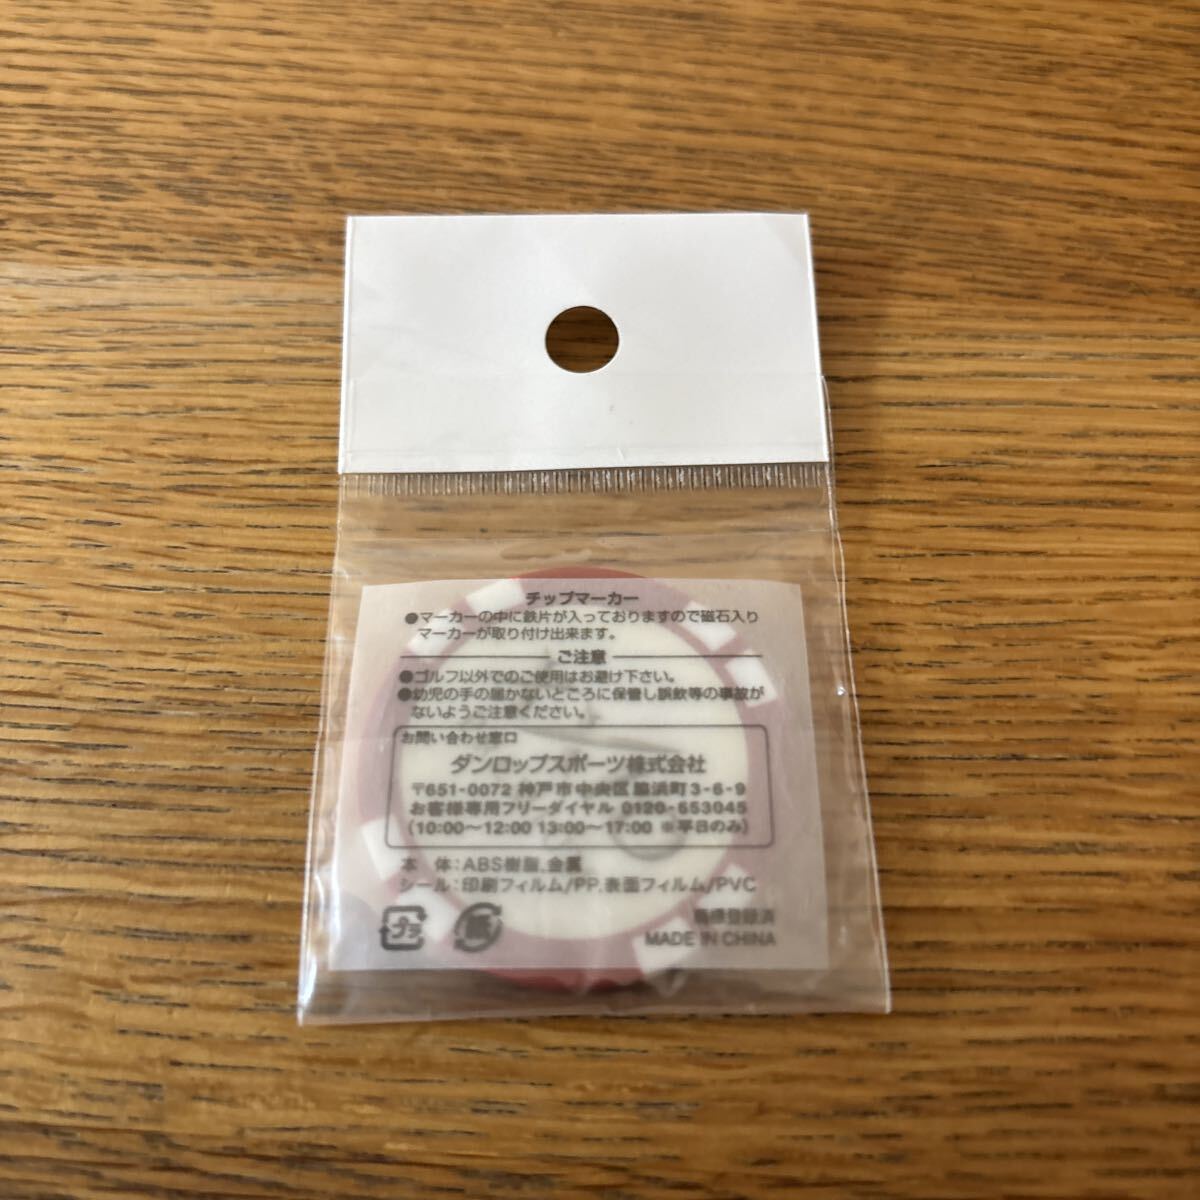 チップマーカー
●マーカーの中に鉄片が入っておりますので磁石入り
マーカーが取り付け出来ます。
ご注意
●ゴルフ以外でのご使用はお避け下さい。
●幼児の手の届かないところに保管し誤飲等の事故が
ないようご注意ください。
お問い合わせ窓口
ダンロップスポーツ株式会社
〒651-0072 神戸市中央区脇浜町3-6-9
お客様専用フリーダイヤル 0120-653045
(10:00〜12:00 13:00〜17:00 ※平日のみ)
本 体：ABS樹脂、金属
シール：印刷フィルム/PP、表面フィルム/PVC
プラ 紙 商標登録済
MADE IN CHINA